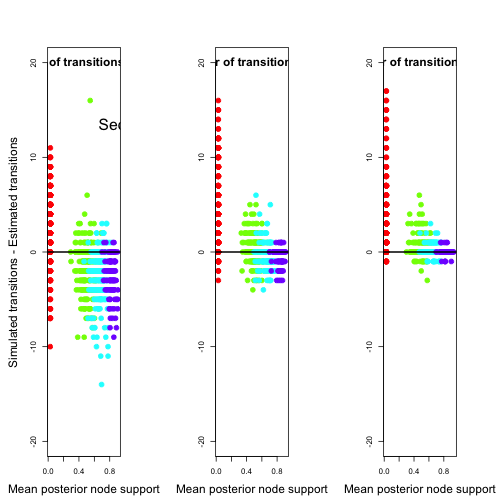 of transitions
r of transition
r of transition
Sec
Simulated transitions - Estimated transitions
20
10
0
-10
-20
0.0 0.4 0.8
Mean posterior node support
20
10
0
-10
-20
0.0 0.4 0.8
Mean posterior node support
20
10
0
-10
-20
0.0 0.4 0.8
Mean posterior node support